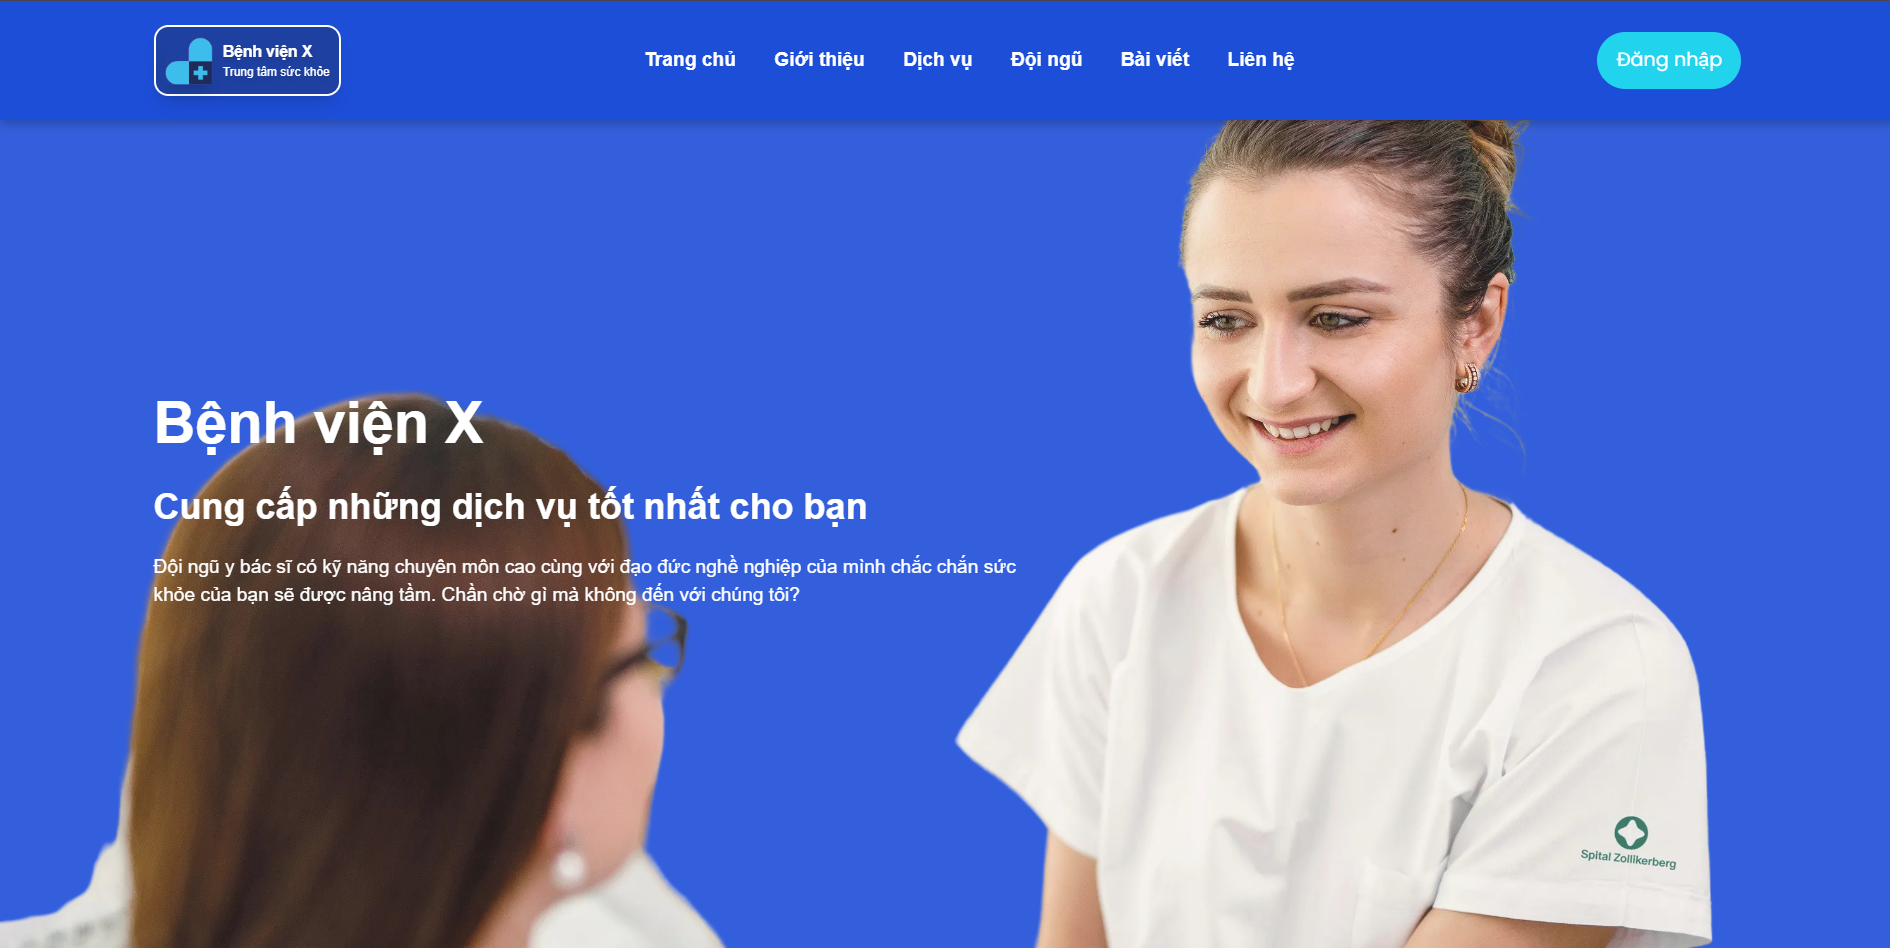 Bệnh viện X
Trung tâm sức khỏe
Trang chủ
Giới thiệu
Dịch vụ
Đội ngũ
Bài viết
Liên hệ
Đăng nhập
Bệnh viện X
Cung cấp những dịch vụ tốt nhất cho bạn
Đội ngũ y bác sĩ có kỹ năng chuyên môn cao cùng với đạo đức nghề nghiệp của mình chắc chắn sức
khỏe của bạn sẽ được nâng tầm. Chần chờ gì mà không đến với chúng tôi?
Spital Zollikerberg